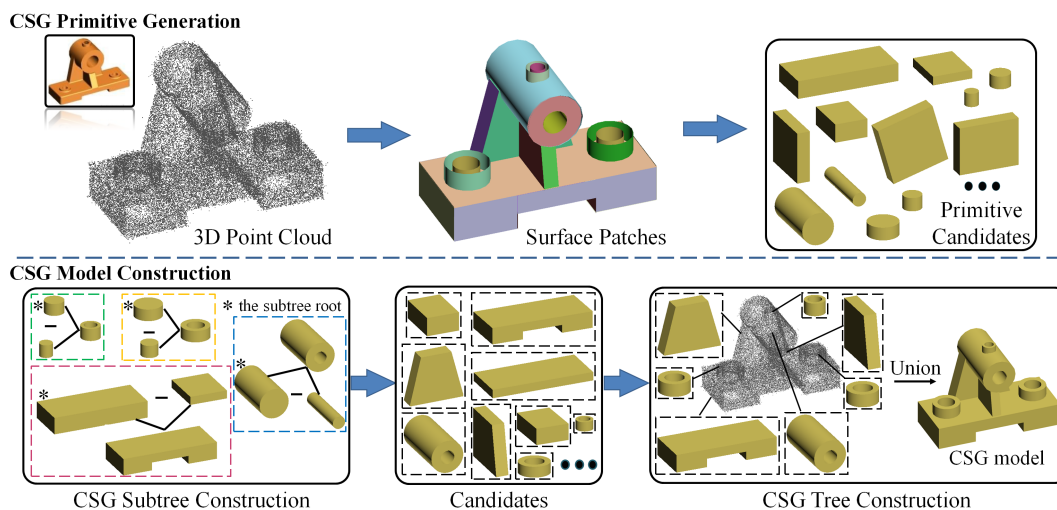 CSG Primitive Generation
3D Point Cloud
Surface Patches
Primitive
Candidates
CSG Model Construction
* * * the subtree root
*
*
Union
CSG model
CSG Subtree Construction
Candidates
CSG Tree Construction